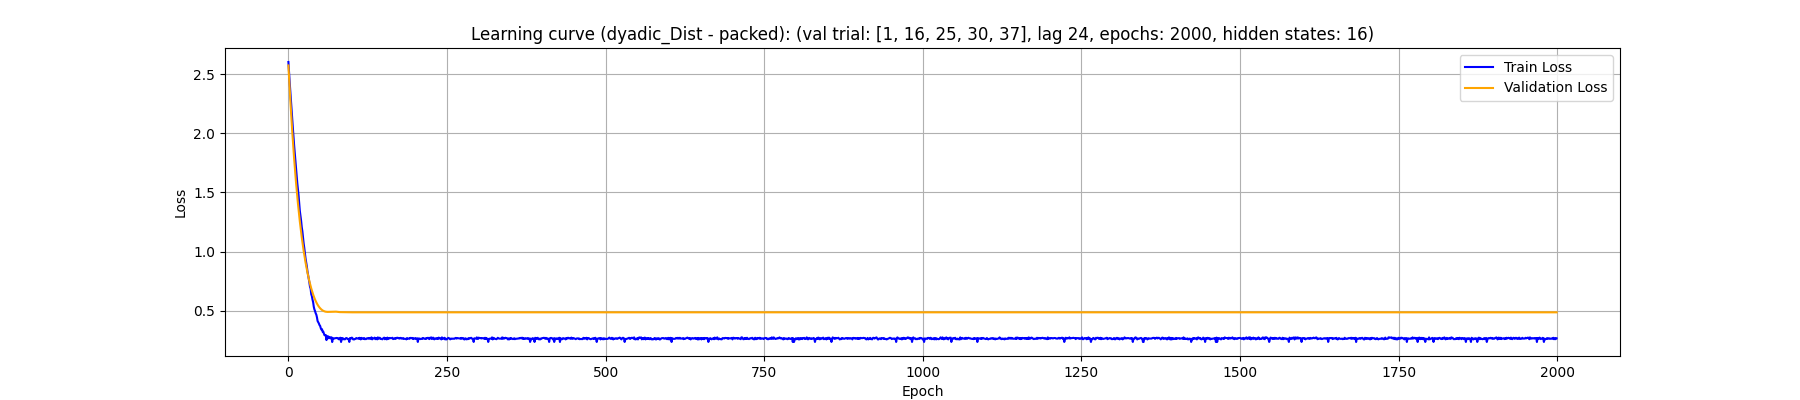 Learning curve (dyadic_Dist - packed): (val trial: [1, 16, 25, 30, 37], lag 24, epochs: 2000, hidden states: 16)
Train Loss
Validation Loss
2.5
2.0
1.5
1.0
0.5
Loss
0 250 500 750 1000 1250 1500 1750 2000
Epoch